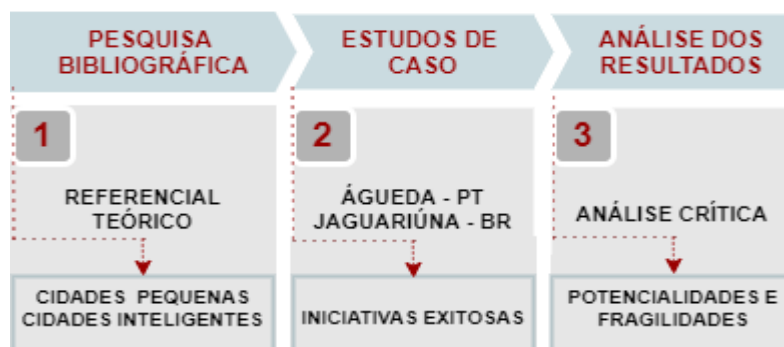 PESQUISA
BIBLIOGRÁFICA
1
REFERENCIAL
TEÓRICO
CIDADES PEQUENAS
CIDADES INTELIGENTES
ESTUDOS DE
CASO
2
ÁGUEDA - PT
JAGUARIÚNA - BR
INICIATIVAS EXITOSAS
ANÁLISE DOS
RESULTADOS
3
ANÁLISE CRÍTICA
POTENCIALIDADES E
FRAGILIDADES